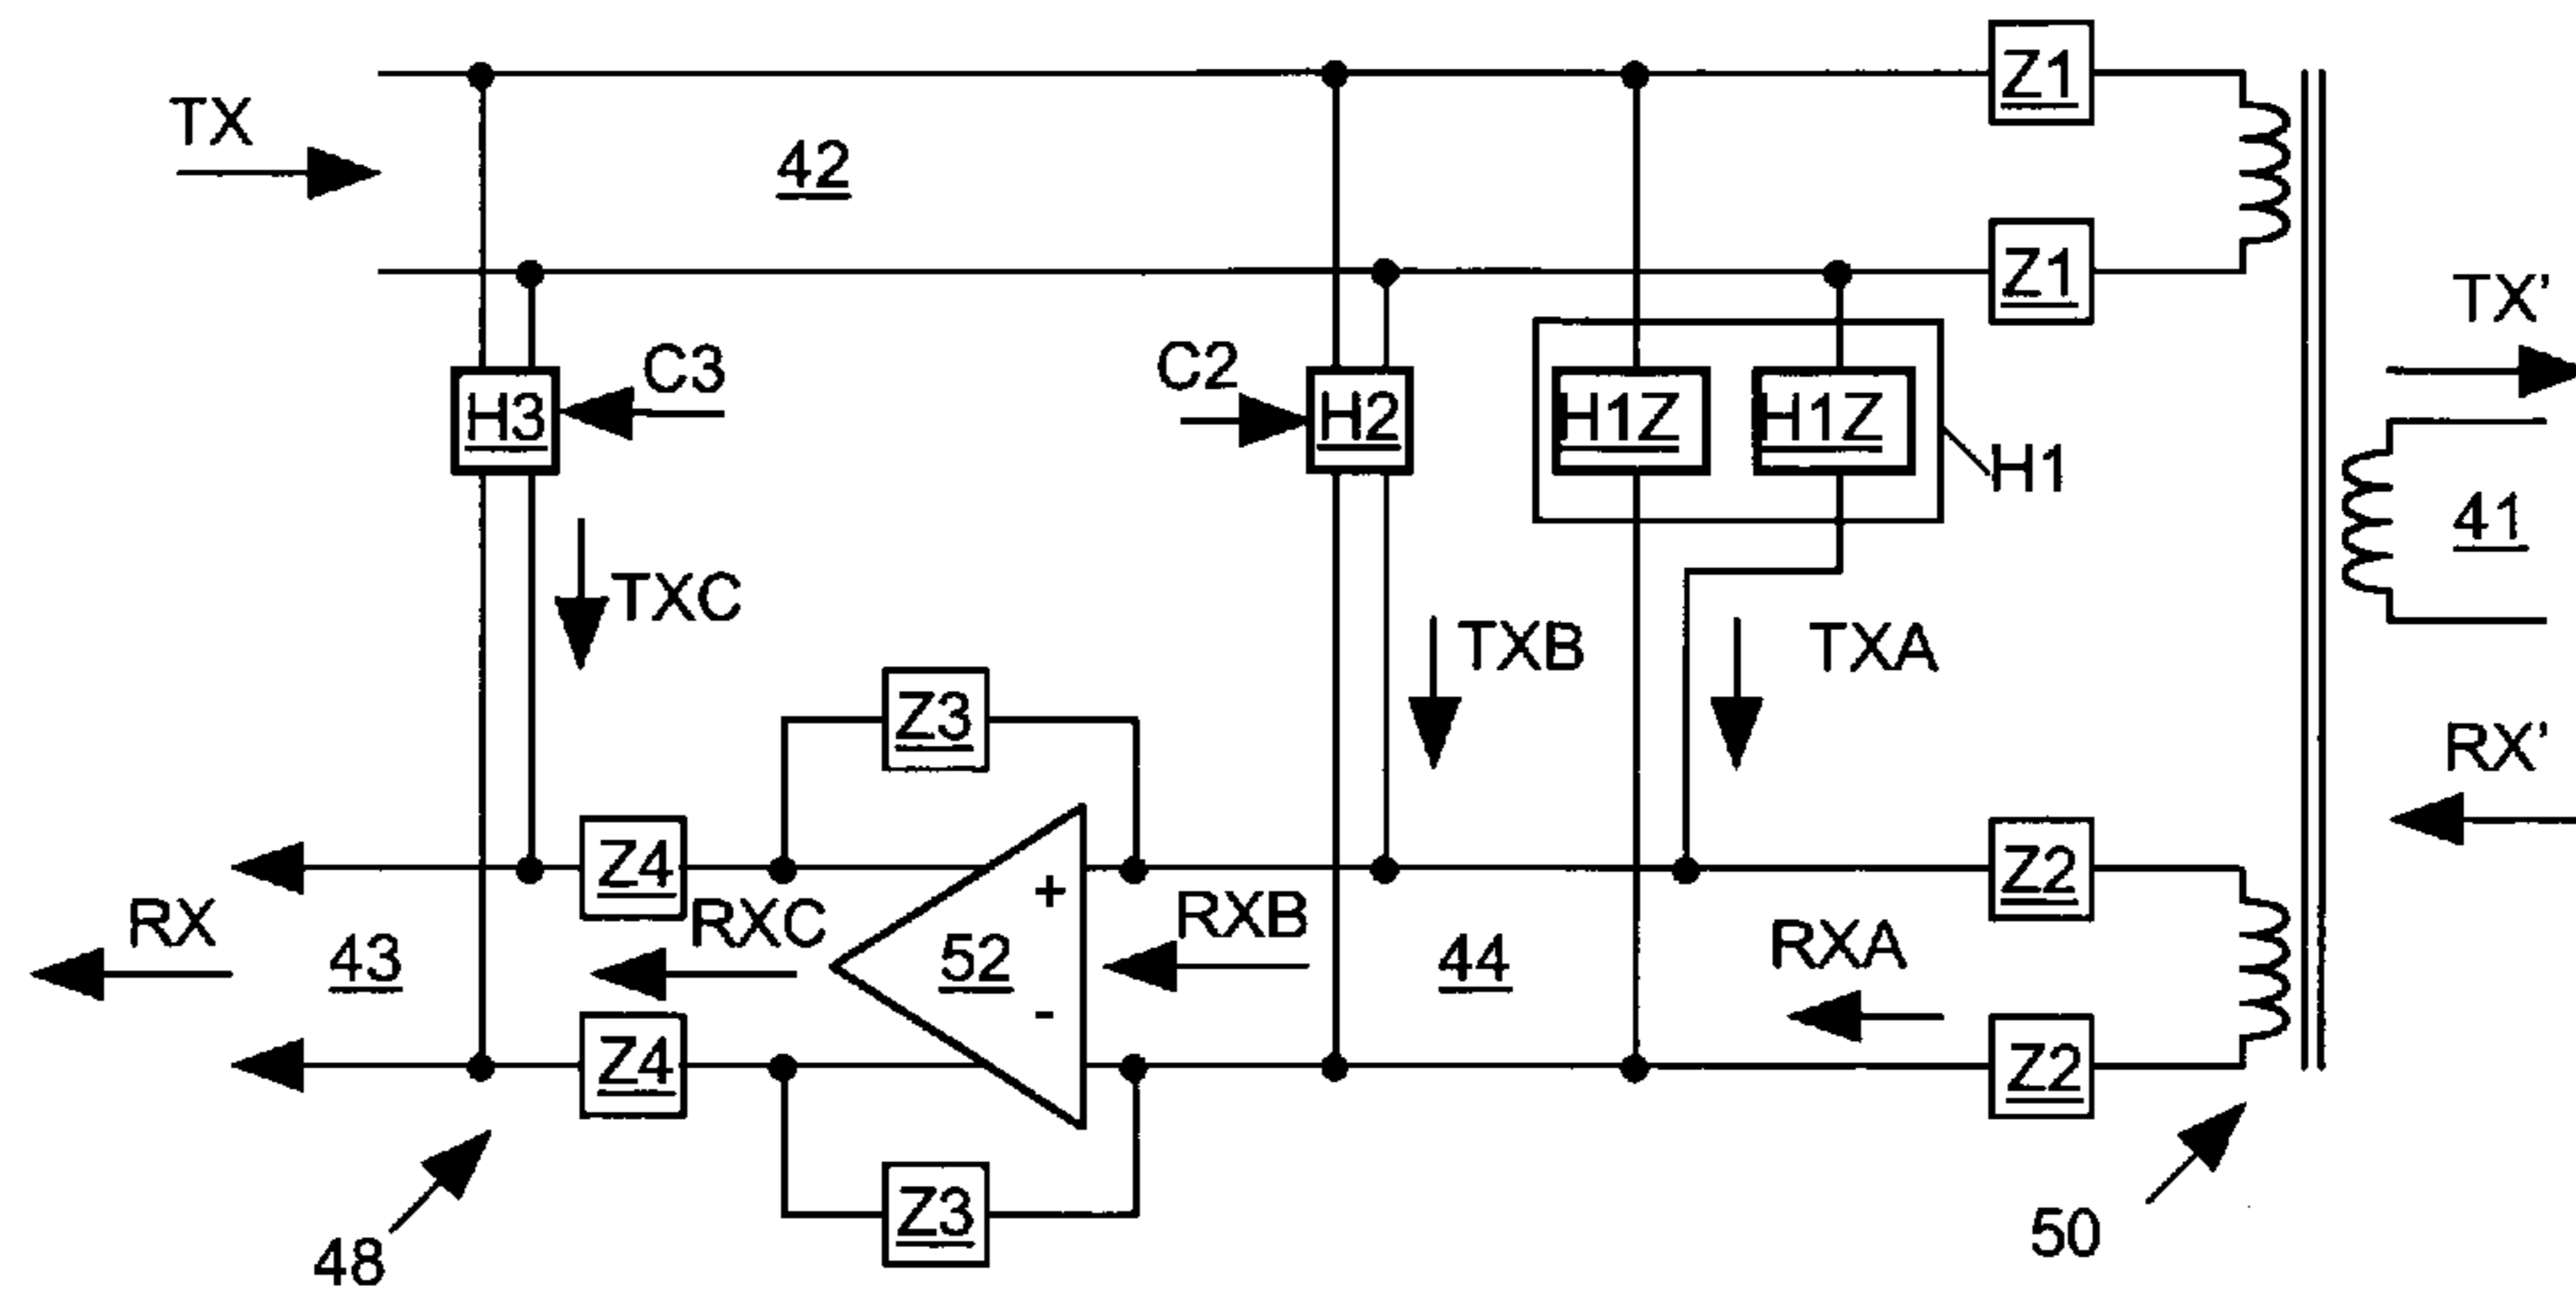 Z1
TX
42
Z1
TX’
C3
C2
H3
H2
H1Z
H1Z
H1
41
TXC
TXB
TXA
Z3
RX’
Z4
+
Z2
RX
43
RXC
52
RXB
44
RXA
-
Z4
Z2
Z3
48
50